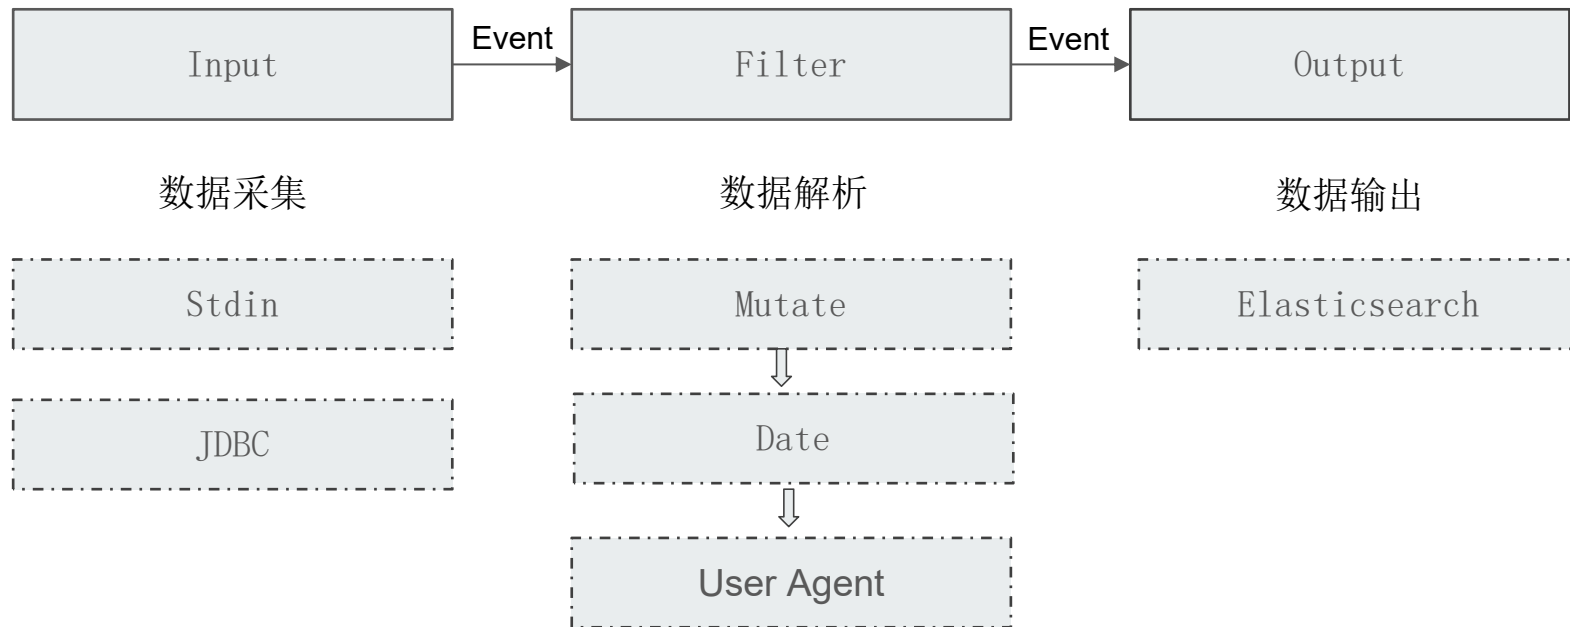 Input
Event
Filter
Event
Output
数据采集
数据解析
数据输出
Stdin
Mutate
Elasticsearch
JDBC
Date
User Agent